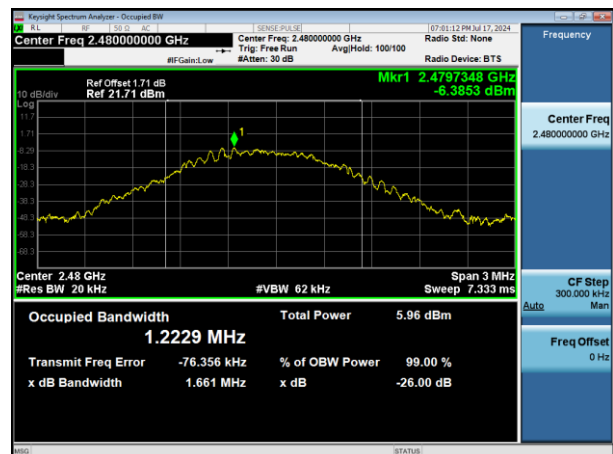 Keysight Spectrum Analyzer - Occupied BW
RL RF 50 Ω AC SENSE:PULSE 07:01:12 PM Jul 17, 2024
Center Freq 2.480000000 GHz
Center Freq: 2.480000000 GHz Radio Std: None
Trig: Free Run Avg|Hold: 100/100
#IFGain:Low #Atten: 30 dB Radio Device: BTS
Ref Offset 1.71 dB
10 dB/div Ref 21.71 dBm
Mkr1 2.4797348 GHz
-6.3853 dBm
Log
11.7
1.71
-8.29
-18.3
-28.3
-38.3
-48.3
-58.3
-68.3
1
Center 2.48 GHz Span 3 MHz
#Res BW 20 kHz #VBW 62 kHz Sweep 7.333 ms
Occupied Bandwidth Total Power 5.96 dBm
1.2229 MHz
Transmit Freq Error -76.356 kHz % of OBW Power 99.00 %
x dB Bandwidth 1.661 MHz x dB -26.00 dB
MSG STATUS
Frequency
Center Freq
2.480000000 GHz
CF Step
300.000 kHz
Auto Man
Freq Offset
0 Hz